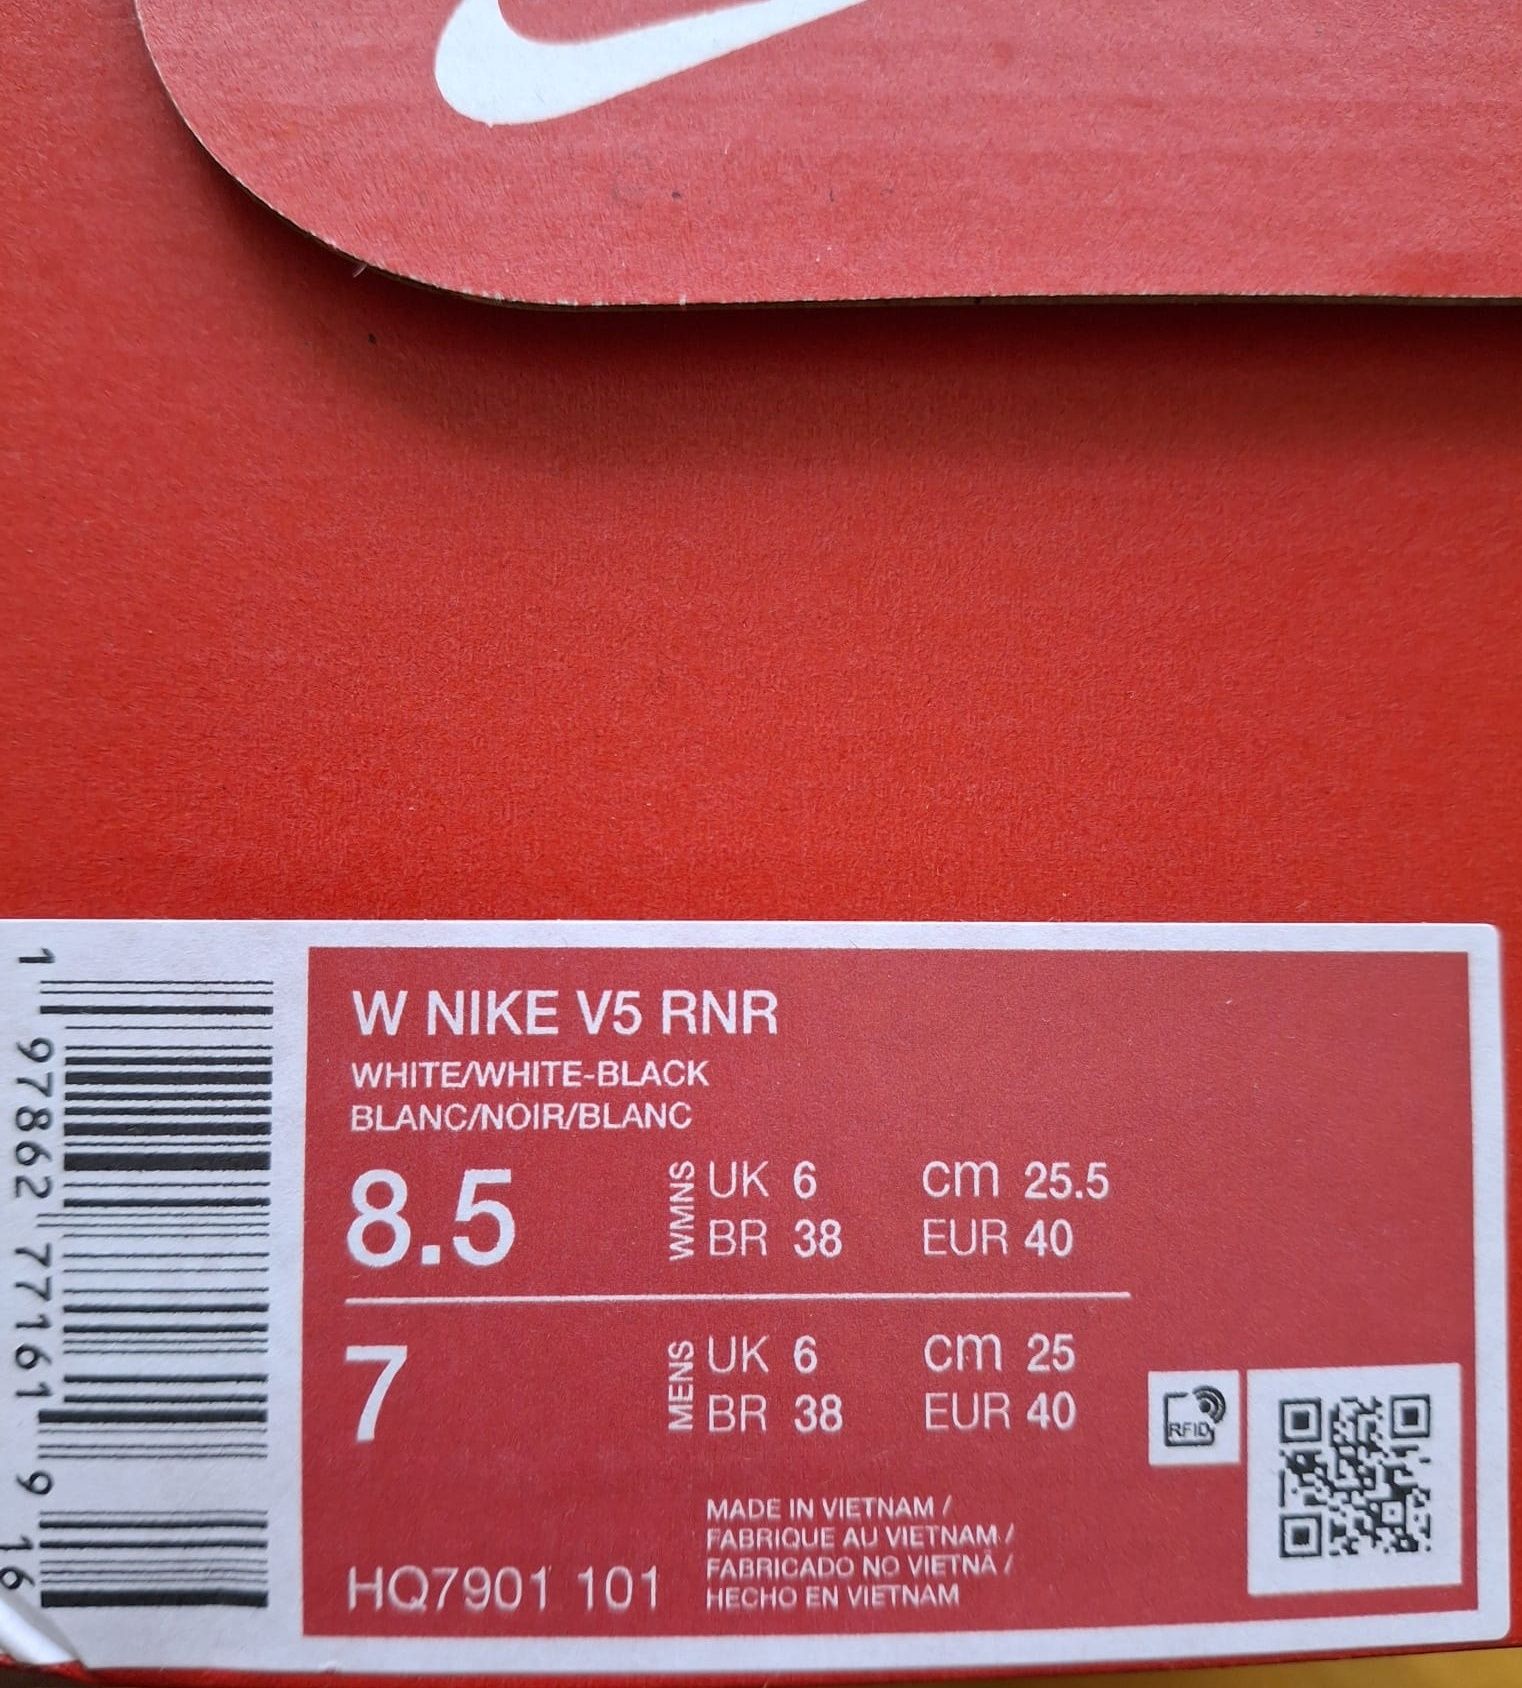 W NIKE V5 RNR
WHITE/WHITE-BLACK
BLANC/NOIR/BLANC
8.5 WMNS UK 6 cm 25.5
BR 38 EUR 40
7 MENS UK 6 cm 25
BR 38 EUR 40
RFID
MADE IN VIETNAM /
FABRIQUE AU VIETNAM /
FABRICADO NO VIETNÃ /
HECHO EN VIETNAM
HQ7901 101
1 97862 77161 9 16